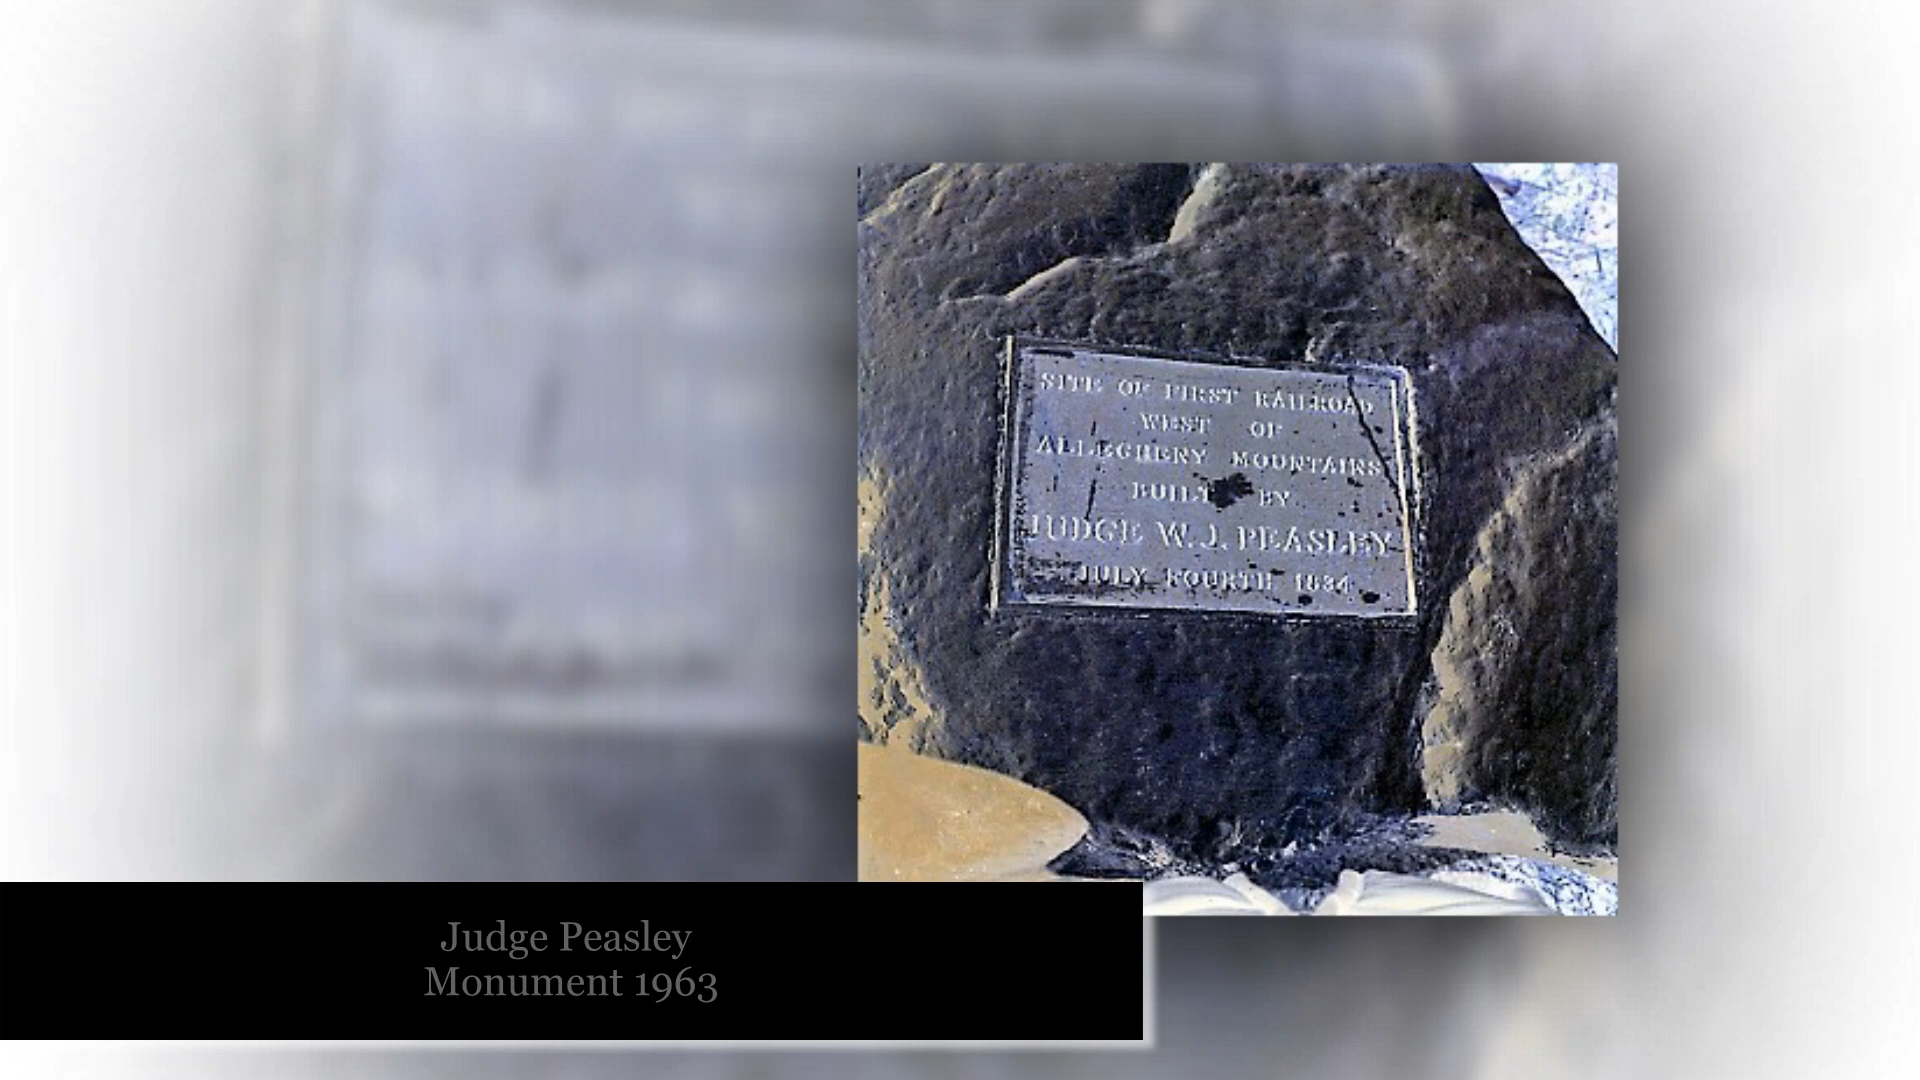 SITE OF FIRST RAILROAD
WEST OF
ALLEGHENY MOUNTAINS
BUILT BY
JUDGE W. J. PEASLEY
JULY FOURTH 1834
Judge Peasley
Monument 1963